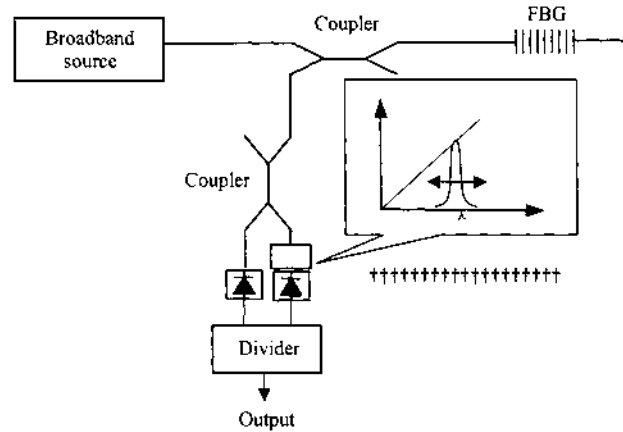 Coupler
FBG
Broadband
source
Coupler
λ
Divider
Output